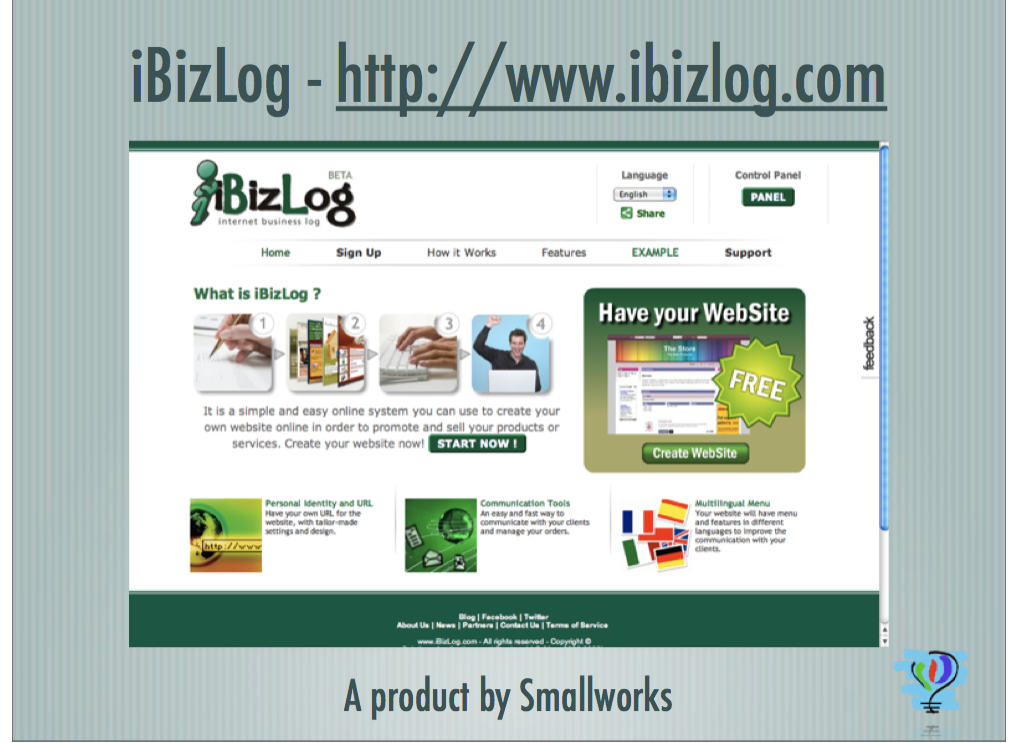 iBizLog - http://www.ibizlog.com
iBizLog
BETA
internet business log
Language
English
Share
Control Panel
PANEL
Home Sign Up How it Works Features EXAMPLE Support
What is iBizLog ?
1 2 3 4
It is a simple and easy online system you can use to create your
own website online in order to promote and sell your products or
services. Create your website now! START NOW !
Have your WebSite
The Store
FREE
Create WebSite
feedback
Personal Identity and URL
Have your own URL for the
website, with tailor-made
settings and design.
http://www
Communication Tools
An easy and fast way to
communicate with your clients
and manage your orders.
Multilingual Menu
Your website will have menu
and features in different
languages to improve the
communication with your
clients.
Blog | Facebook | Twitter
About Us | News | Partners | Contact Us | Terms of Service
www.iBizLog.com - All rights reserved - Copyright ©
A product by Smallworks